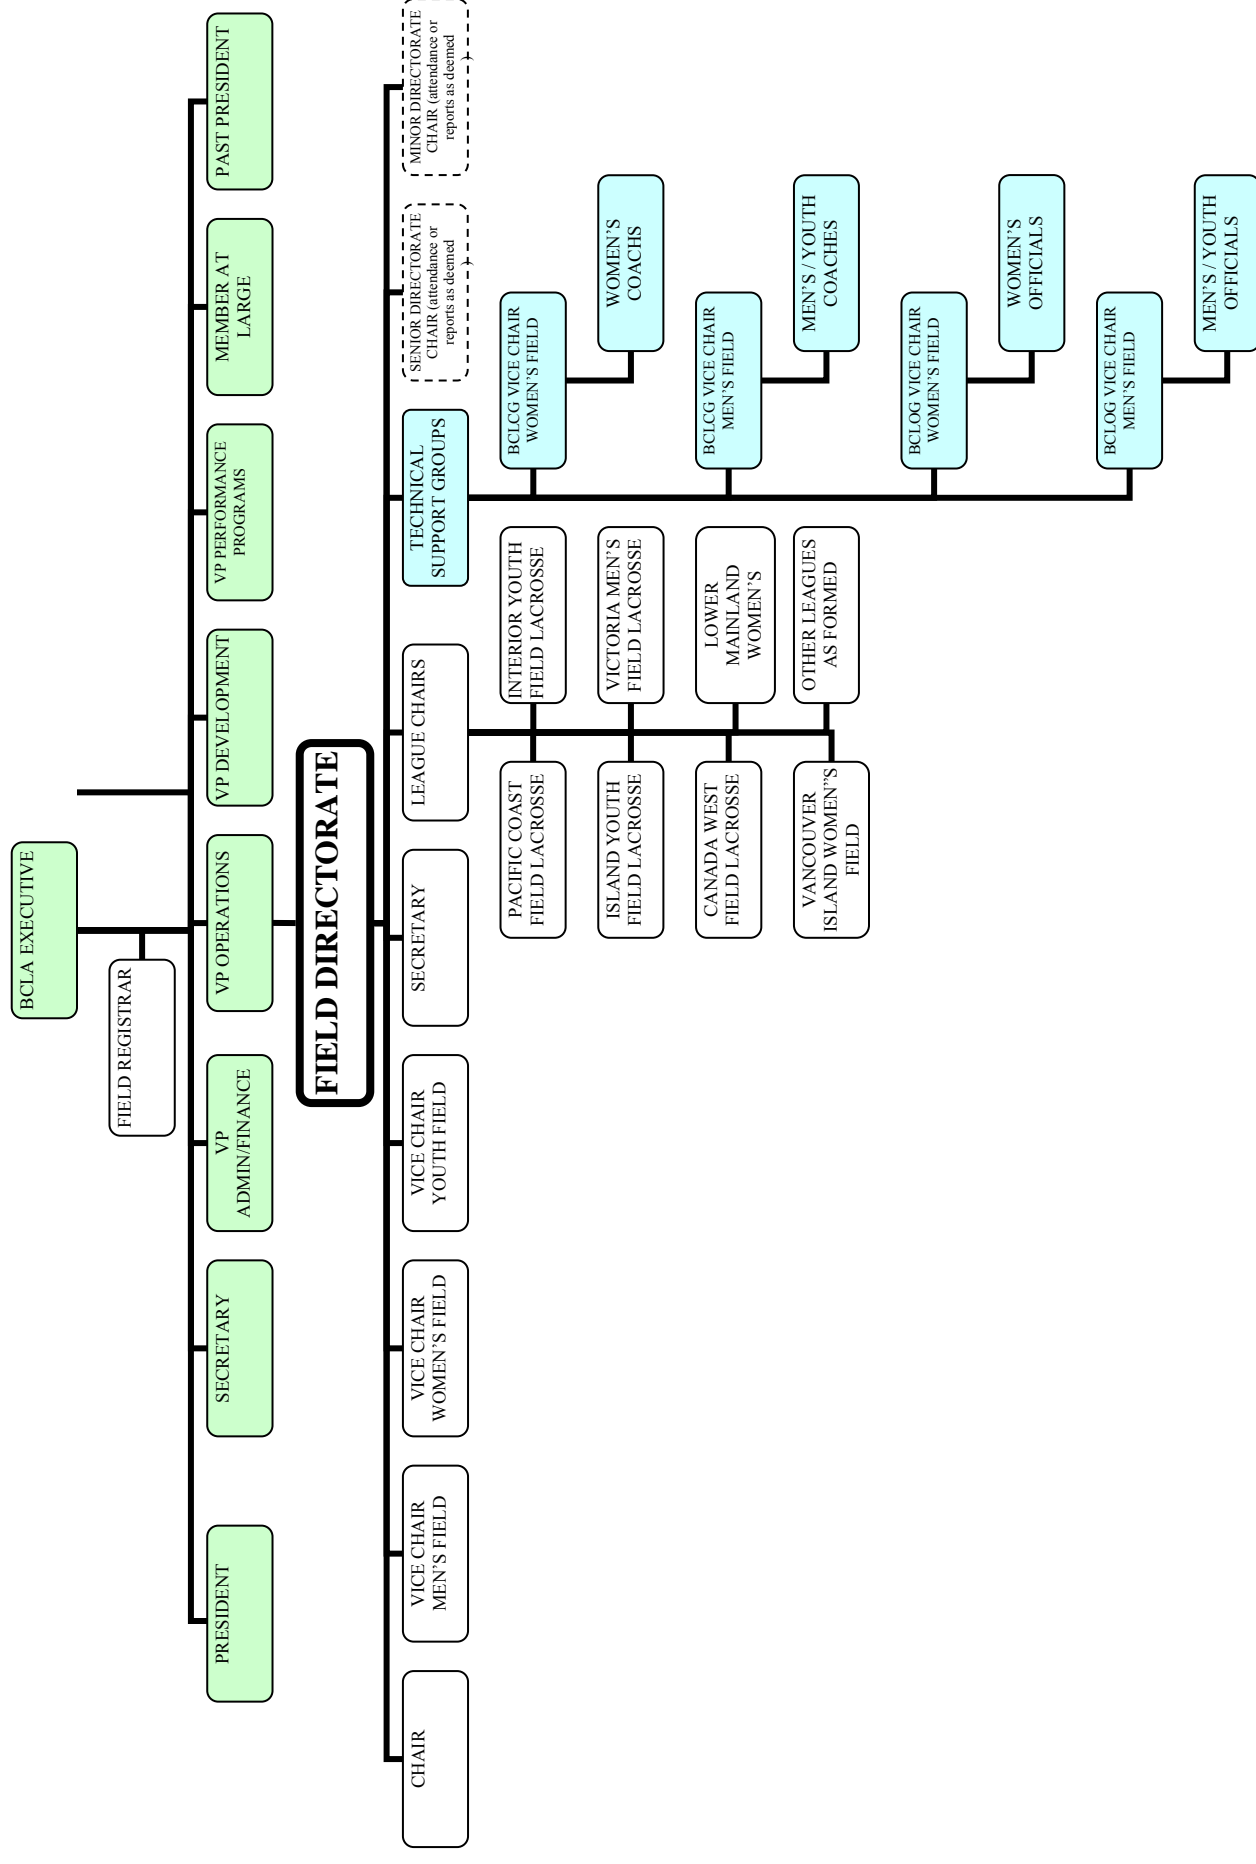 BCLA EXECUTIVE
FIELD REGISTRAR
PRESIDENT
SECRETARY
VP
ADMIN/FINANCE
VP OPERATIONS
VP DEVELOPMENT
VP PERFORMANCE
PROGRAMS
MEMBER AT
LARGE
PAST PRESIDENT
FIELD DIRECTORATE
CHAIR
VICE CHAIR
MEN'S FIELD
VICE CHAIR
WOMEN'S FIELD
VICE CHAIR
YOUTH FIELD
SECRETARY
LEAGUE CHAIRS
TECHNICAL
SUPPORT GROUPS
SENIOR DIRECTORATE
CHAIR (attendance or
reports as deemed
)
MINOR DIRECTORATE
CHAIR (attendance or
reports as deemed
)
PACIFIC COAST
FIELD LACROSSE
INTERIOR YOUTH
FIELD LACROSSE
ISLAND YOUTH
FIELD LACROSSE
VICTORIA MEN'S
FIELD LACROSSE
CANADA WEST
FIELD LACROSSE
LOWER
MAINLAND
WOMEN'S
VANCOUVER
ISLAND WOMEN"S
FIELD
OTHER LEAGUES
AS FORMED
BCLCG VICE CHAIR
WOMEN'S FIELD
WOMEN'S
COACHS
BCLCG VICE CHAIR
MEN'S FIELD
MEN'S / YOUTH
COACHES
BCLOG VICE CHAIR
WOMEN'S FIELD
WOMEN'S
OFFICIALS
BCLOG VICE CHAIR
MEN'S FIELD
MEN'S / YOUTH
OFFICIALS